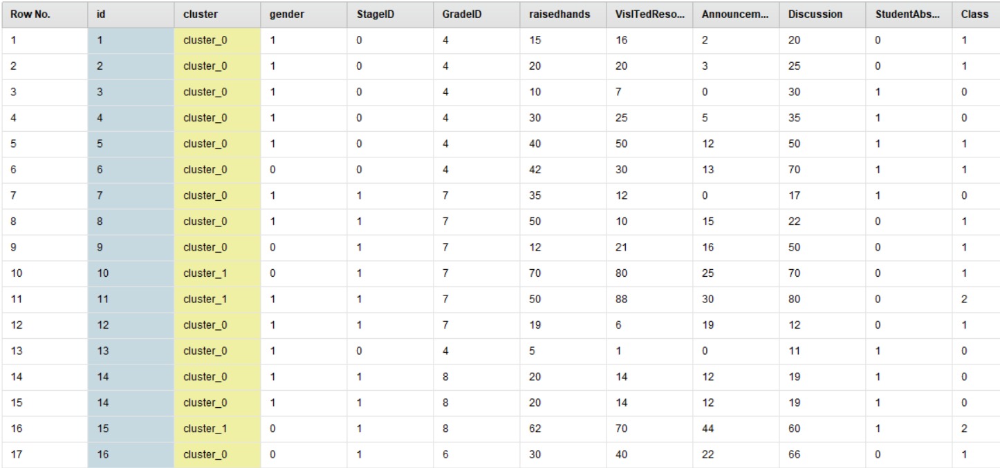 Row No. id cluster gender StageID GradeID raisedhands VisITedReso... Announcem... Discussion StudentAbs... Class
1 1 cluster_0 1 0 4 15 16 2 20 0 1
2 2 cluster_0 1 0 4 20 20 3 25 0 1
3 3 cluster_0 1 0 4 10 7 0 30 1 0
4 4 cluster_0 1 0 4 30 25 5 35 1 0
5 5 cluster_0 1 0 4 40 50 12 50 1 1
6 6 cluster_0 0 0 4 42 30 13 70 1 1
7 7 cluster_0 1 1 7 35 12 0 17 1 0
8 8 cluster_0 1 1 7 50 10 15 22 0 1
9 9 cluster_0 0 1 7 12 21 16 50 0 1
10 10 cluster_1 0 1 7 70 80 25 70 0 1
11 11 cluster_1 1 1 7 50 88 30 80 0 2
12 12 cluster_0 1 1 7 19 6 19 12 0 1
13 13 cluster_0 1 0 4 5 1 0 11 1 0
14 14 cluster_0 1 1 8 20 14 12 19 1 0
15 14 cluster_0 1 1 8 20 14 12 19 1 0
16 15 cluster_1 0 1 8 62 70 44 60 1 2
17 16 cluster_0 0 1 6 30 40 22 66 0 1